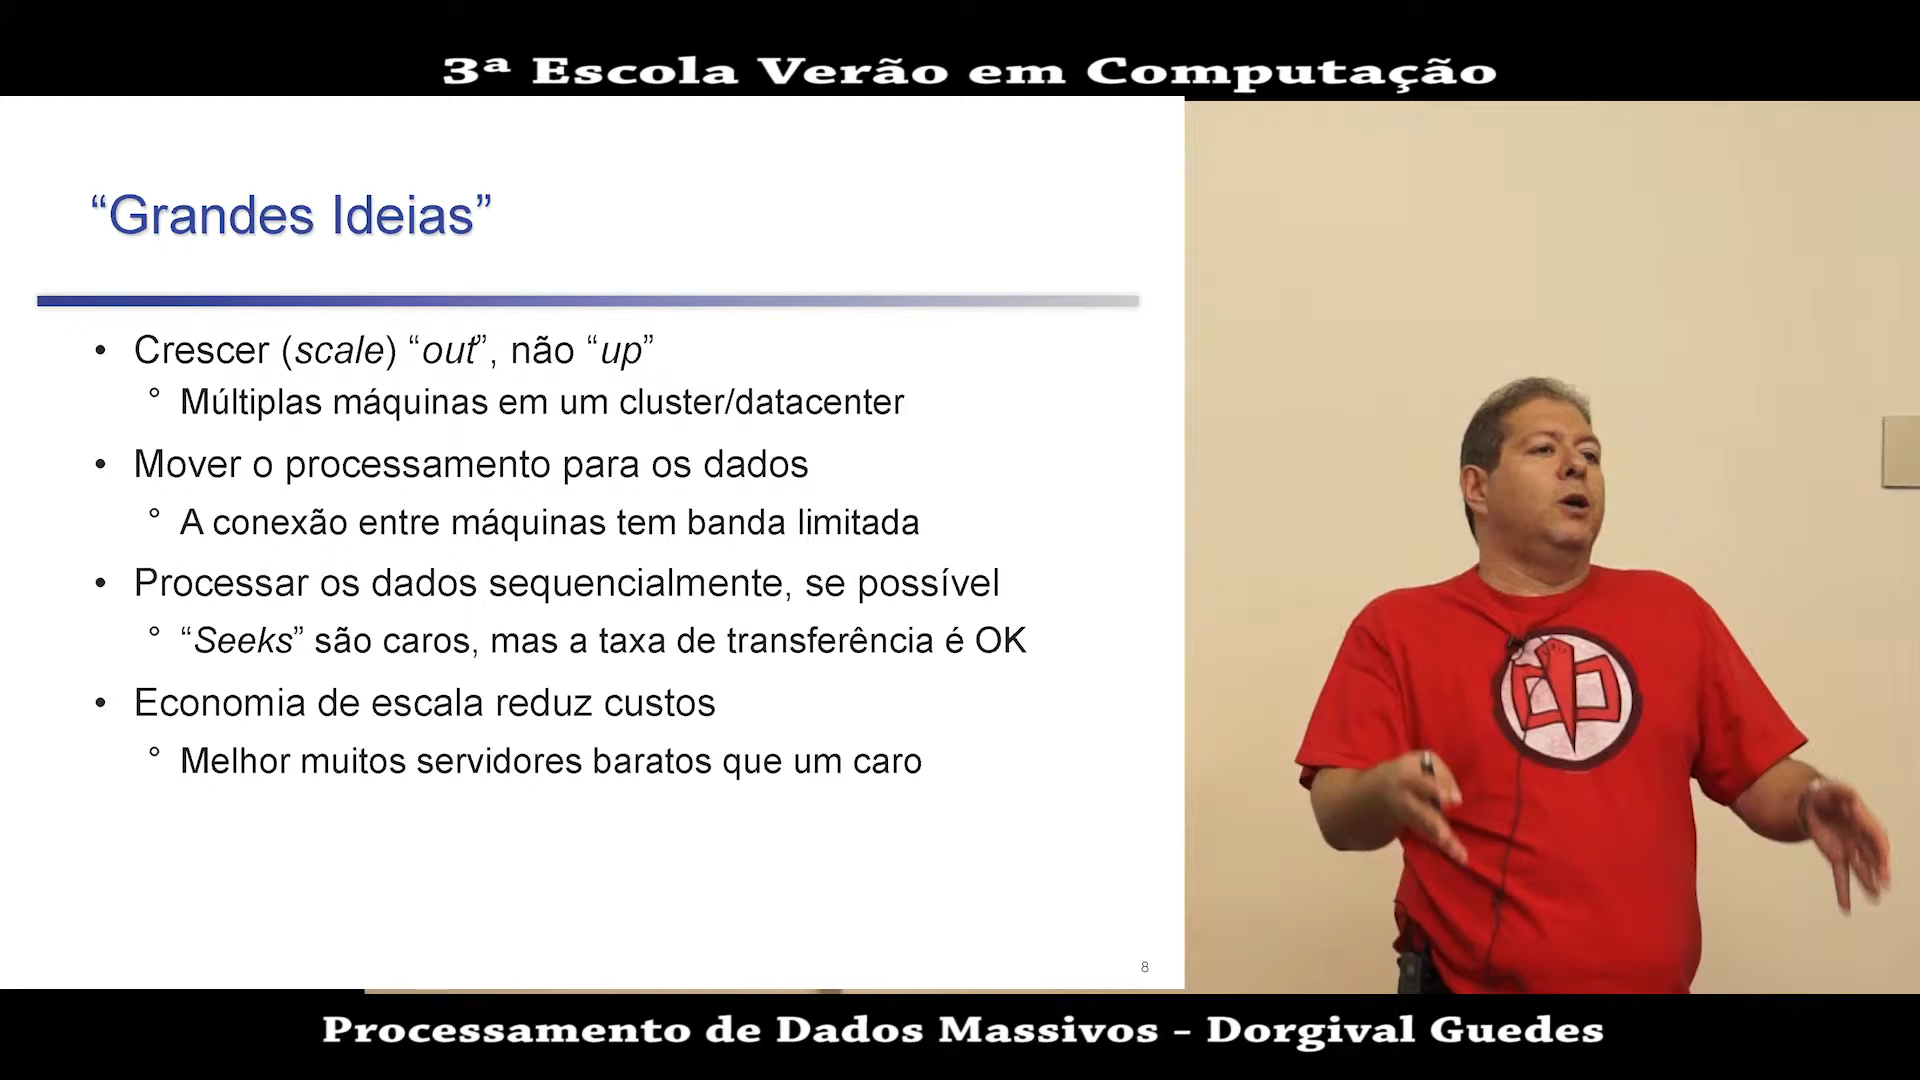 3ª Escola Verão em Computação
“Grandes Ideias”
• Crescer (scale) “out”, não “up”
° Múltiplas máquinas em um cluster/datacenter
• Mover o processamento para os dados
° A conexão entre máquinas tem banda limitada
• Processar os dados sequencialmente, se possível
° “Seeks” são caros, mas a taxa de transferência é OK
• Economia de escala reduz custos
° Melhor muitos servidores baratos que um caro
8
Processamento de Dados Massivos – Dorgival Guedes